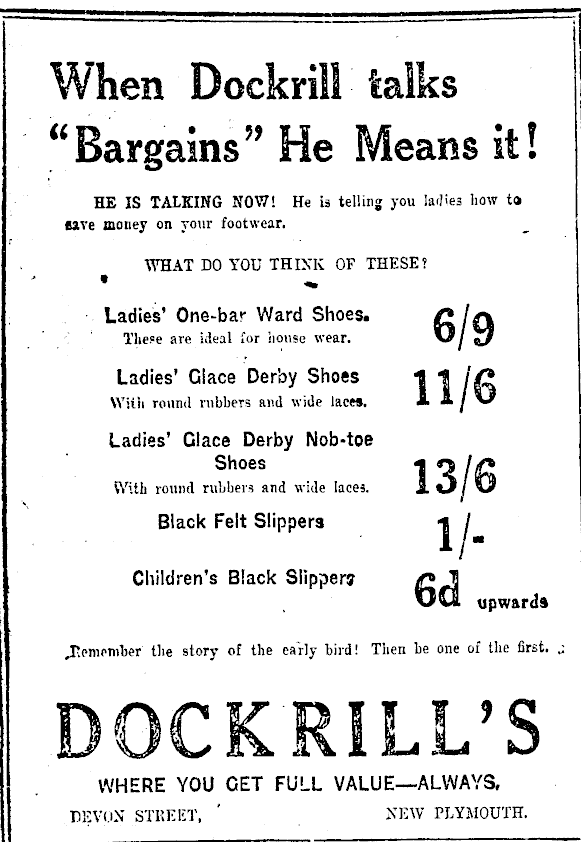 When Dockrill talks
"Bargains" He Means it!
HE IS TALKING NOW! He is telling you ladies how to
save money on your footwear.
WHAT DO YOU THINK OF THESE?
Ladies' One-bar Ward Shoes. 6/9
These are ideal for house wear.
Ladies' Glace Derby Shoes 11/6
With round rubbers and wide laces.
Ladies' Glace Derby Nob-toe
Shoes 13/6
With round rubbers and wide laces.
Black Felt Slippers 1/-
Children's Black Slippers 6d upwards
Remember the story of the early bird! Then be one of the first.
DOCKRILL'S
WHERE YOU GET FULL VALUE—ALWAYS,
DEVON STREET, NEW PLYMOUTH.